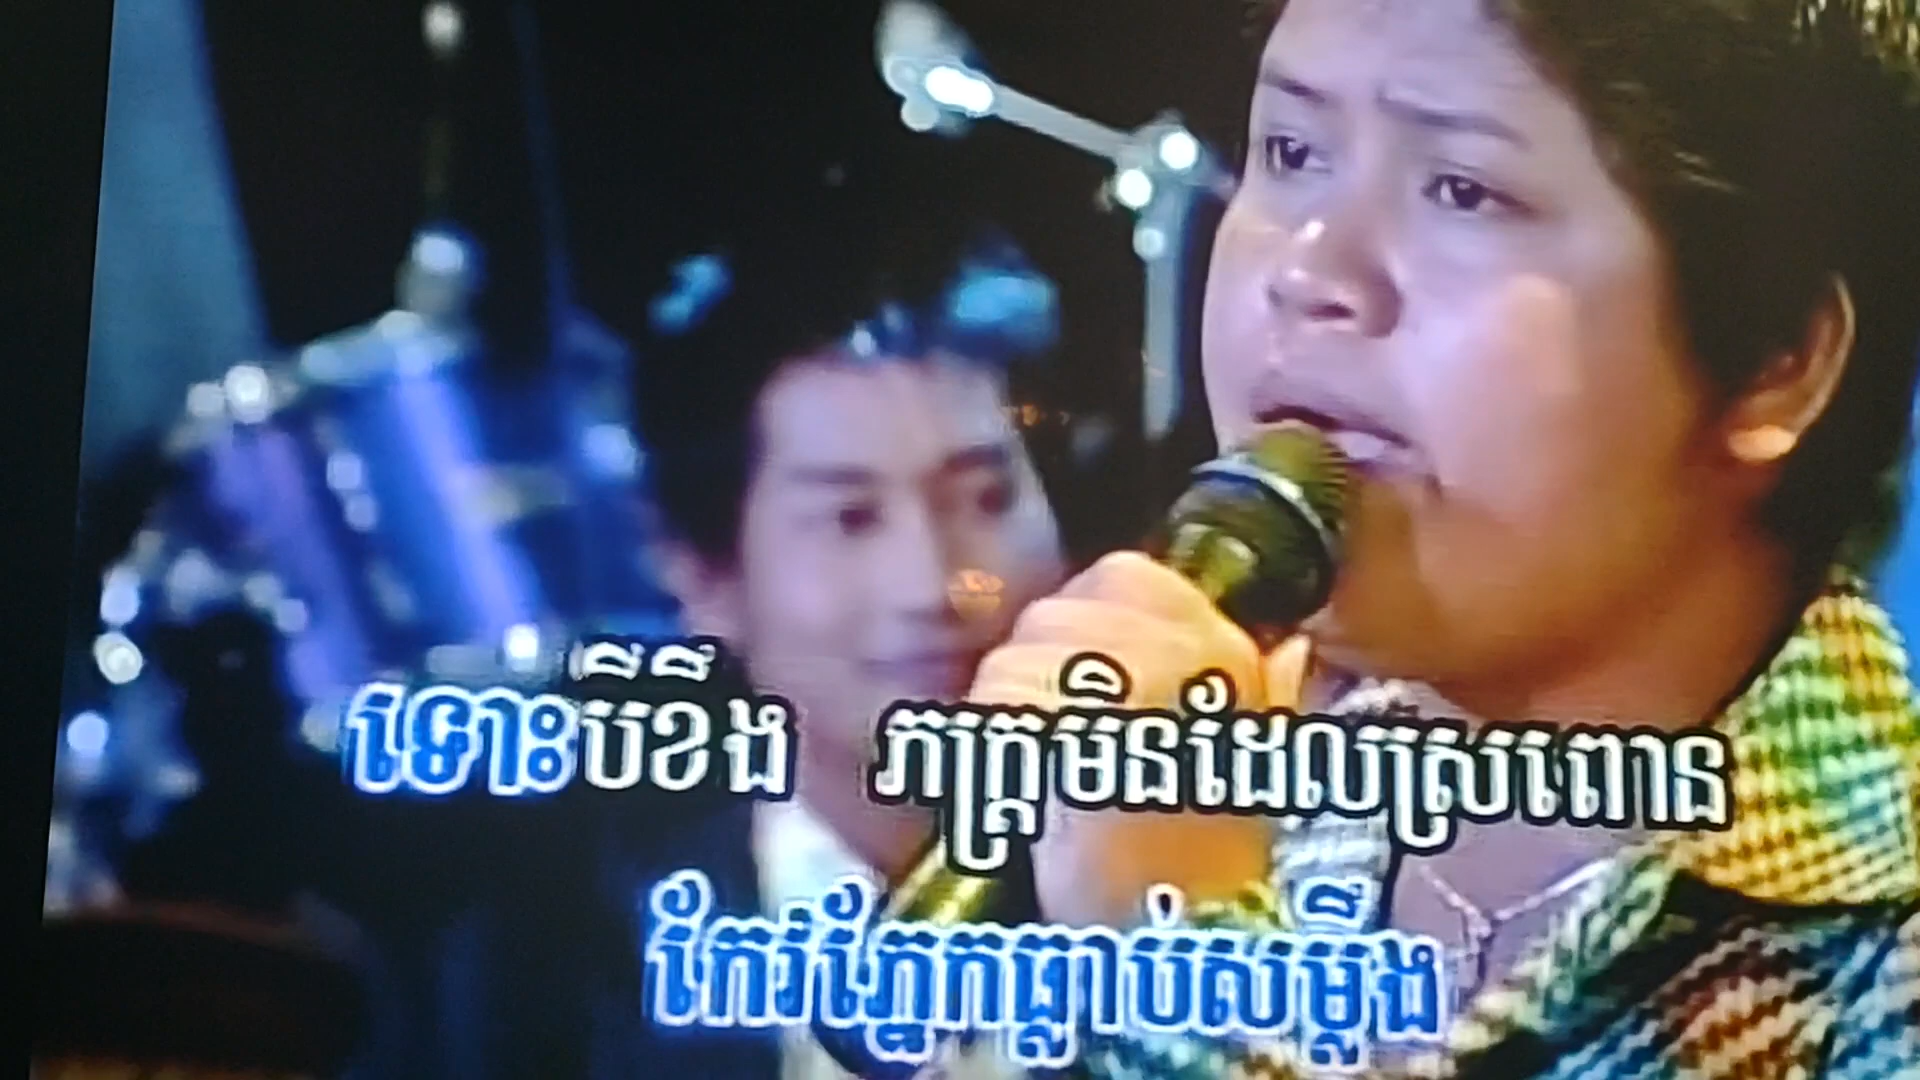 ទោះបីខឹង ភក្ត្រមិនដែលស្រពោន
កែវភ្នែកធ្លាប់សម្លឹង